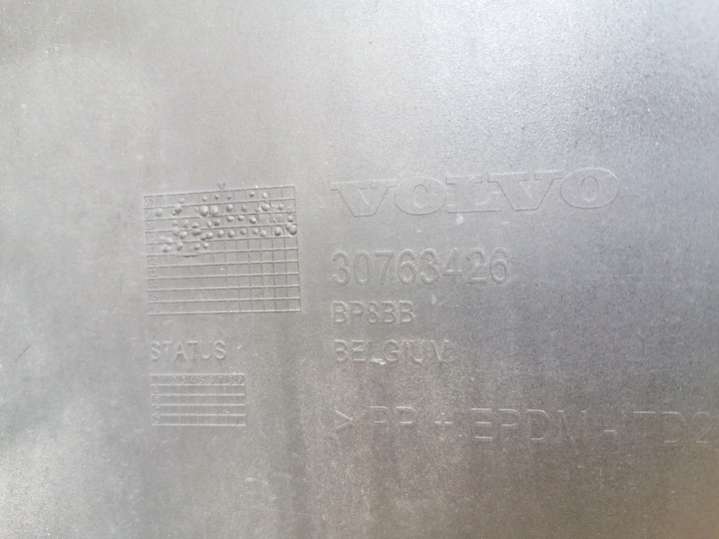 VOLVO
30763426
BP8BB
BELGIUM
STATUS
> PP + EPDM - TD2